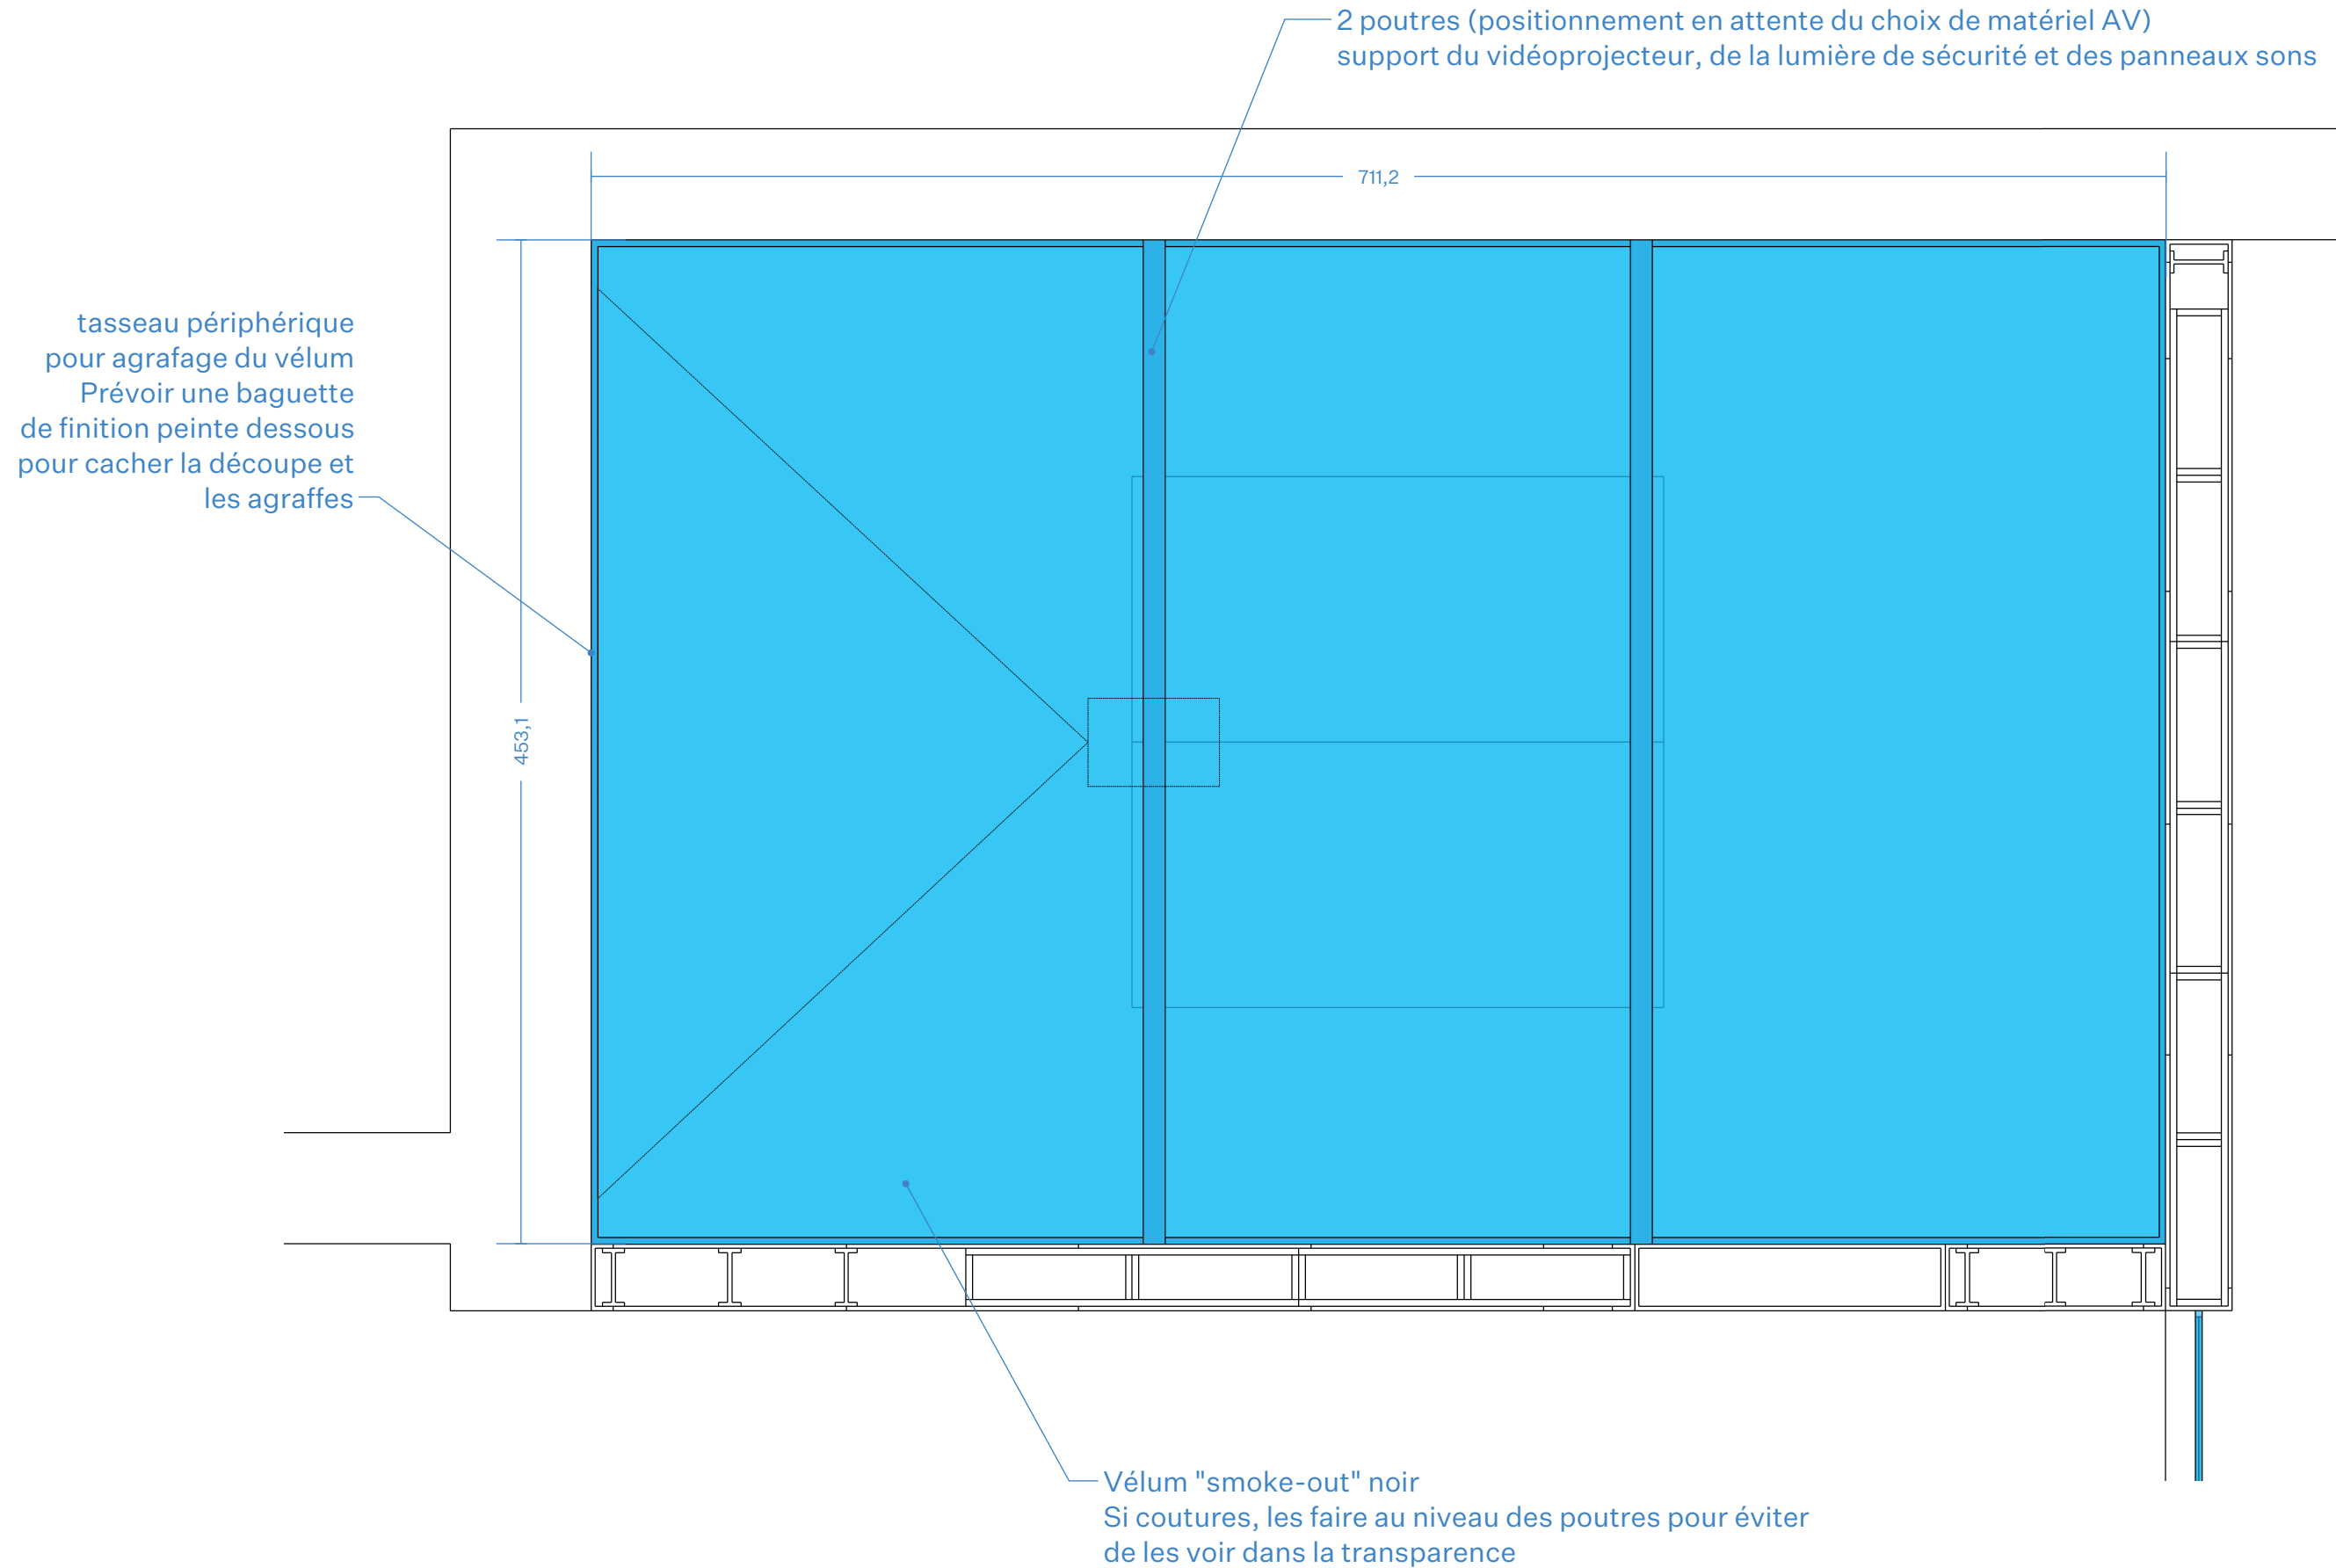 2 poutres (positionnement en attente du choix de matériel AV)
support du vidéoprojecteur, de la lumière de sécurité et des panneaux sons
711,2
tasseau périphérique
pour agrafage du vélum
Prévoir une baguette
de finition peinte dessous
pour cacher la découpe et
les agraffes
453,1
Vélum "smoke-out" noir
Si coutures, les faire au niveau des poutres pour éviter
de les voir dans la transparence